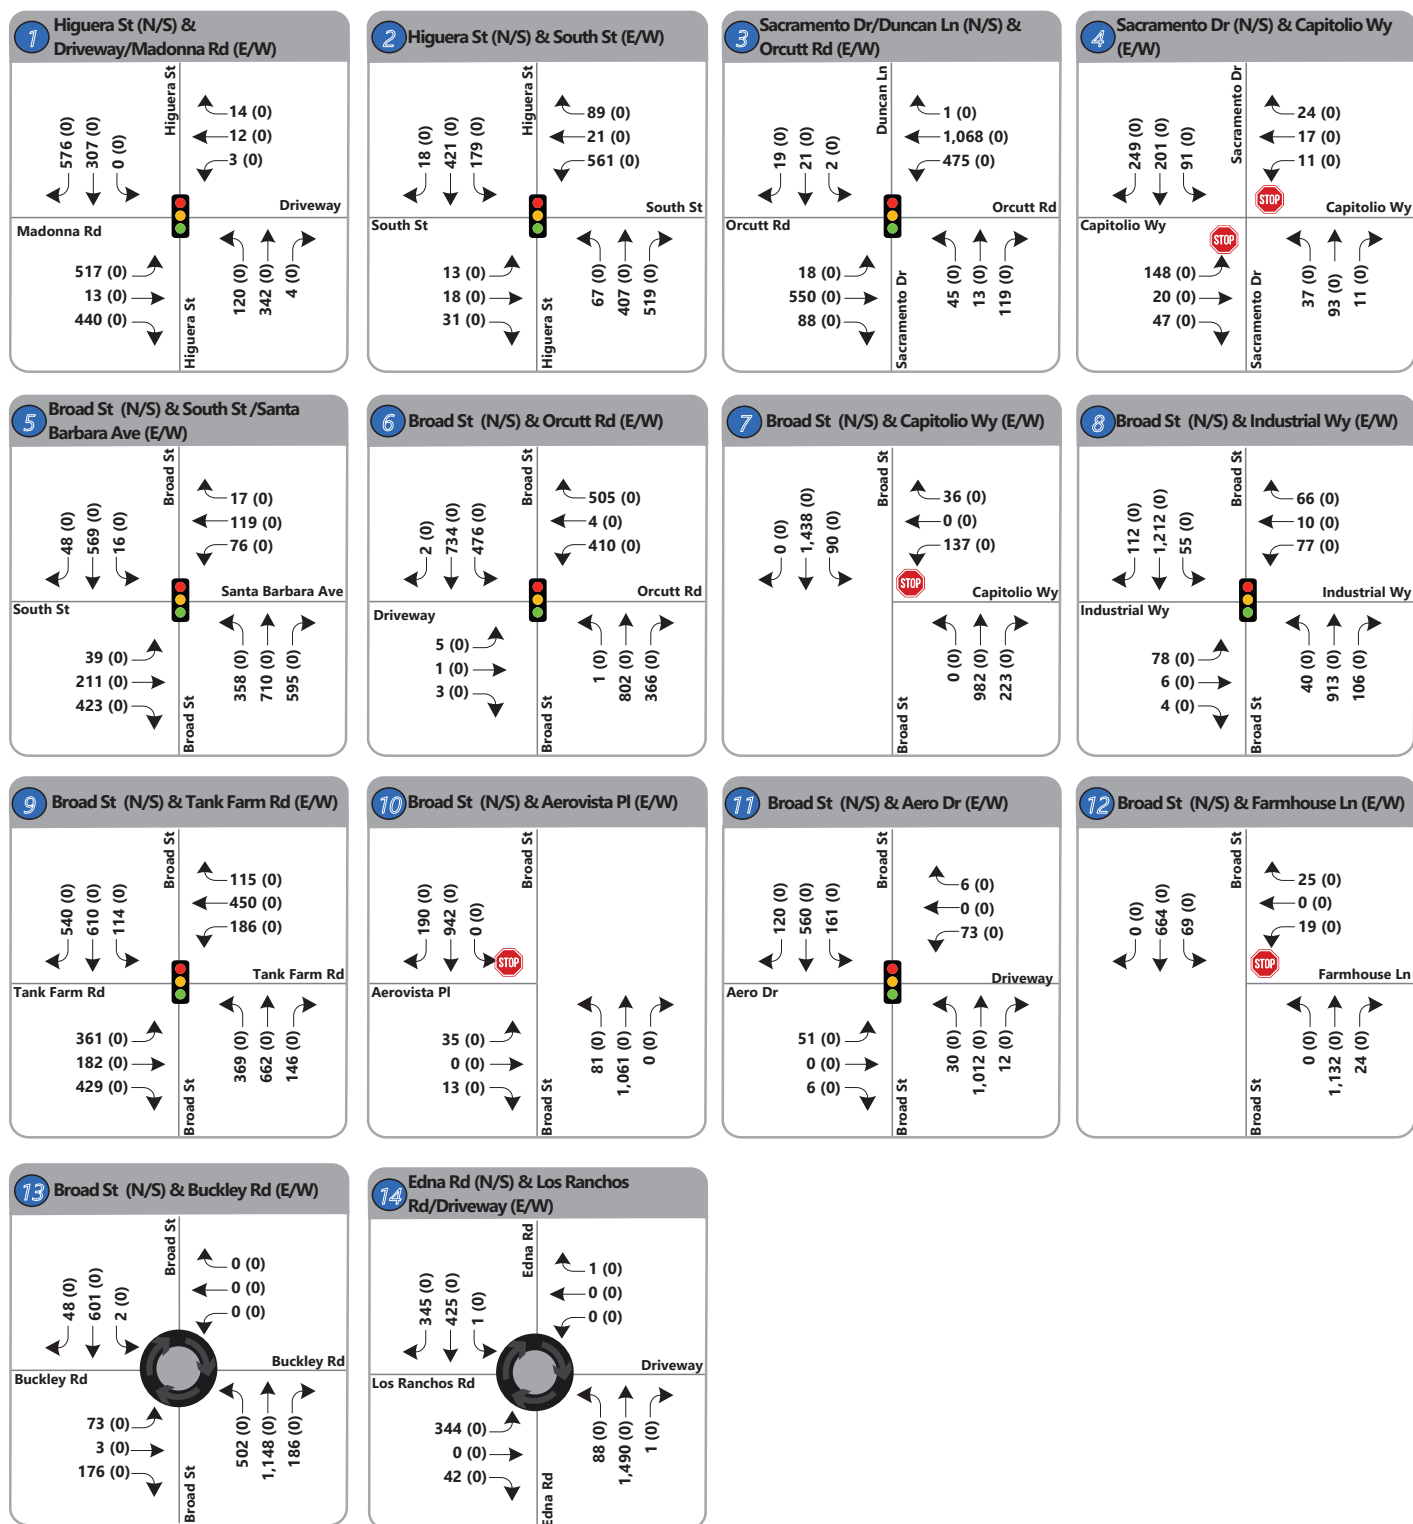 1
Higuera St (N/S) &
Driveway/Madonna Rd (E/W)
Higuera St
576 (0)
307 (0)
0 (0)
14 (0)
12 (0)
3 (0)
Driveway
Madonna Rd
517 (0)
13 (0)
440 (0)
120 (0)
342 (0)
4 (0)
Higuera St
2
Higuera St (N/S) & South St (E/W)
Higuera St
18 (0)
421 (0)
179 (0)
89 (0)
21 (0)
561 (0)
South St
South St
13 (0)
18 (0)
31 (0)
67 (0)
407 (0)
519 (0)
Higuera St
3
Sacramento Dr/Duncan Ln (N/S) &
Orcutt Rd (E/W)
Duncan Ln
19 (0)
21 (0)
2 (0)
1 (0)
1,068 (0)
475 (0)
Orcutt Rd
Orcutt Rd
18 (0)
550 (0)
88 (0)
45 (0)
13 (0)
119 (0)
Sacramento Dr
4
Sacramento Dr (N/S) & Capitolio Wy
(E/W)
Sacramento Dr
249 (0)
201 (0)
91 (0)
24 (0)
17 (0)
11 (0)
STOP
Capitolio Wy
Capitolio Wy
STOP
148 (0)
20 (0)
47 (0)
37 (0)
93 (0)
11 (0)
Sacramento Dr
5
Broad St (N/S) & South St /Santa
Barbara Ave (E/W)
Broad St
48 (0)
569 (0)
16 (0)
17 (0)
119 (0)
76 (0)
Santa Barbara Ave
South St
39 (0)
211 (0)
423 (0)
358 (0)
710 (0)
595 (0)
Broad St
6
Broad St (N/S) & Orcutt Rd (E/W)
Broad St
2 (0)
734 (0)
476 (0)
505 (0)
4 (0)
410 (0)
Orcutt Rd
Driveway
5 (0)
1 (0)
3 (0)
1 (0)
802 (0)
366 (0)
Broad St
7
Broad St (N/S) & Capitolio Wy (E/W)
Broad St
0 (0)
1,438 (0)
90 (0)
36 (0)
0 (0)
137 (0)
STOP
Capitolio Wy
0 (0)
982 (0)
223 (0)
Broad St
8
Broad St (N/S) & Industrial Wy (E/W)
Broad St
112 (0)
1,212 (0)
55 (0)
66 (0)
10 (0)
77 (0)
Industrial Wy
Industrial Wy
78 (0)
6 (0)
4 (0)
40 (0)
913 (0)
106 (0)
Broad St
9
Broad St (N/S) & Tank Farm Rd (E/W)
Broad St
540 (0)
610 (0)
114 (0)
115 (0)
450 (0)
186 (0)
Tank Farm Rd
Tank Farm Rd
361 (0)
182 (0)
429 (0)
369 (0)
662 (0)
146 (0)
Broad St
10
Broad St (N/S) & Aerovista Pl (E/W)
Broad St
190 (0)
942 (0)
0 (0)
STOP
Aerovista Pl
35 (0)
0 (0)
13 (0)
81 (0)
1,061 (0)
0 (0)
Broad St
11
Broad St (N/S) & Aero Dr (E/W)
Broad St
120 (0)
560 (0)
161 (0)
6 (0)
0 (0)
73 (0)
Driveway
Aero Dr
51 (0)
0 (0)
6 (0)
30 (0)
1,012 (0)
12 (0)
Broad St
12
Broad St (N/S) & Farmhouse Ln (E/W)
Broad St
0 (0)
664 (0)
69 (0)
25 (0)
0 (0)
19 (0)
STOP
Farmhouse Ln
0 (0)
1,132 (0)
24 (0)
Broad St
13
Broad St (N/S) & Buckley Rd (E/W)
Broad St
48 (0)
601 (0)
2 (0)
0 (0)
0 (0)
0 (0)
Buckley Rd
Buckley Rd
73 (0)
3 (0)
176 (0)
502 (0)
1,148 (0)
186 (0)
Broad St
14
Edna Rd (N/S) & Los Ranchos
Rd/Driveway (E/W)
Edna Rd
345 (0)
425 (0)
1 (0)
1 (0)
0 (0)
0 (0)
Driveway
Los Ranchos Rd
344 (0)
0 (0)
42 (0)
88 (0)
1,490 (0)
1 (0)
Edna Rd